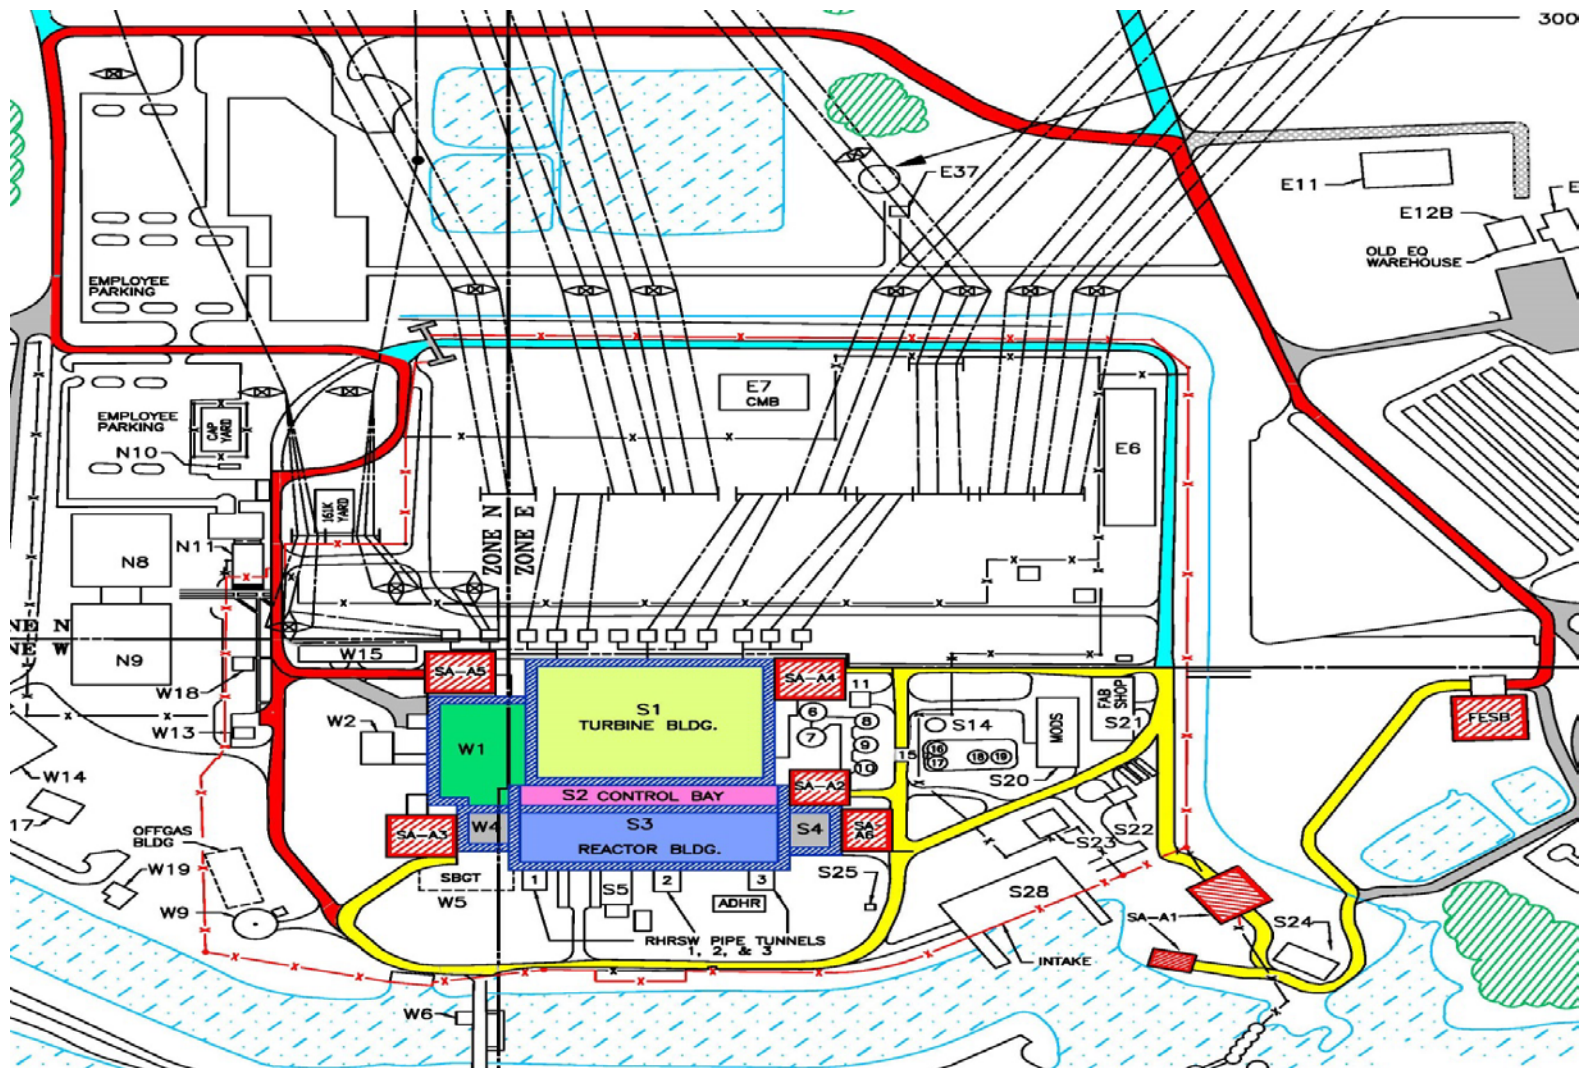 300
E37
E11
E12B
E
OLD EQ
WAREHOUSE
EMPLOYEE
PARKING
E7
CMB
EMPLOYEE
PARKING
CAP
YARD
N10
E6
161K
YARD
ZONE N
ZONE E
N11
N8
NE N
NE W
N9
W15
W18
SA-A5
SA-A4
11
S1
TURBINE BLDG.
6
7
8
9
10
S14
MODS
FAB
SHOP
S21
FESB
W2
W13
W1
15
16
17
18
19
S20
W14
SA-A2
S2 CONTROL BAY
17
SA-A3
W4
S3
REACTOR BLDG.
S4
SA-
A6
S22
S23
OFFGAS
BLDG
W19
SBGT
W5
1
S5
2
3
ADHR
S25
S28
W9
RHRSW PIPE TUNNELS
1, 2, & 3
INTAKE
SA-A1
S24
W6